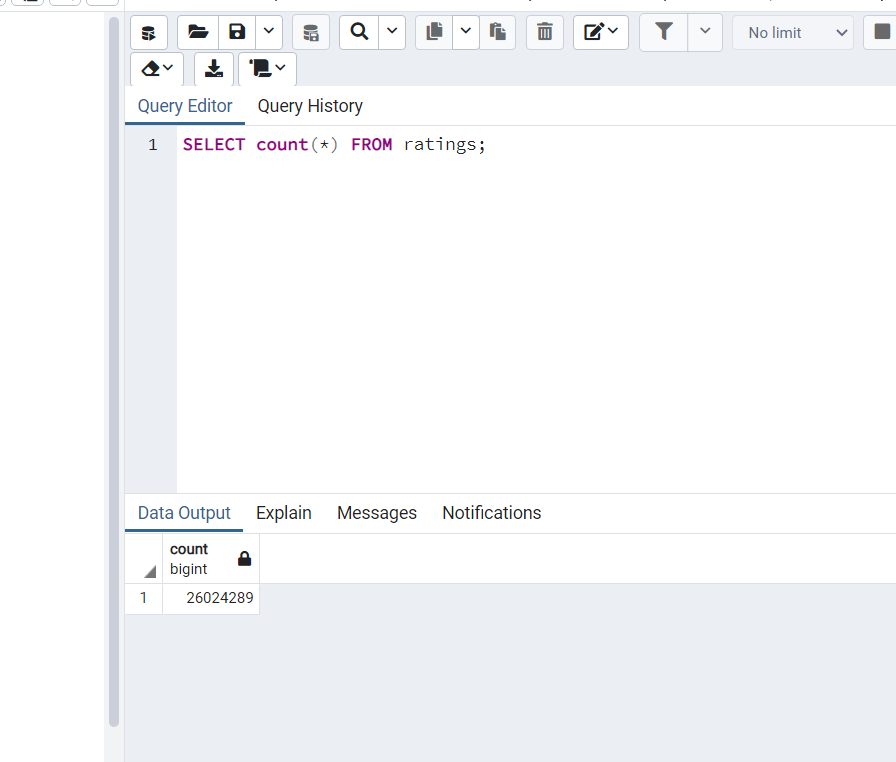 No limit
Query Editor Query History
1 SELECT count(*) FROM ratings;
Data Output Explain Messages Notifications
count
bigint
1 26024289